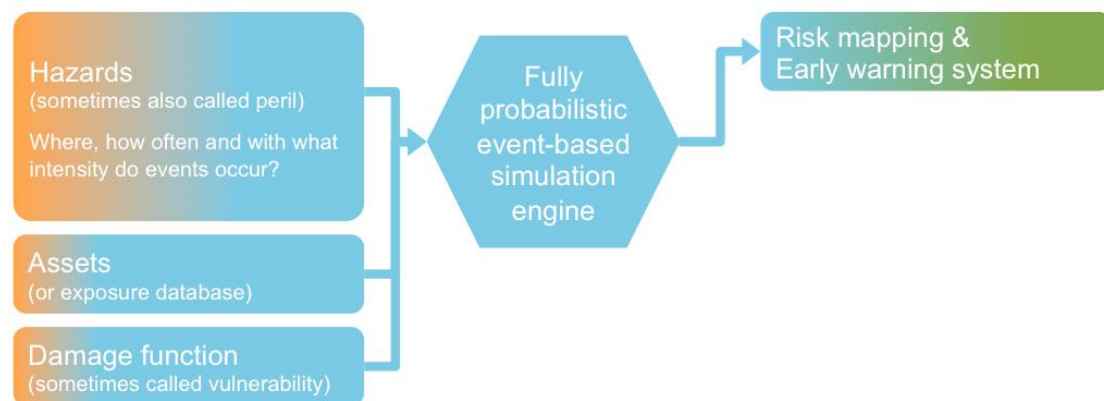 Hazards
(sometimes also called peril)
Where, how often and with what
intensity do events occur?
Assets
(or exposure database)
Damage function
(sometimes called vulnerability)
Fully
probabilistic
event-based
simulation
engine
Risk mapping &
Early warning system